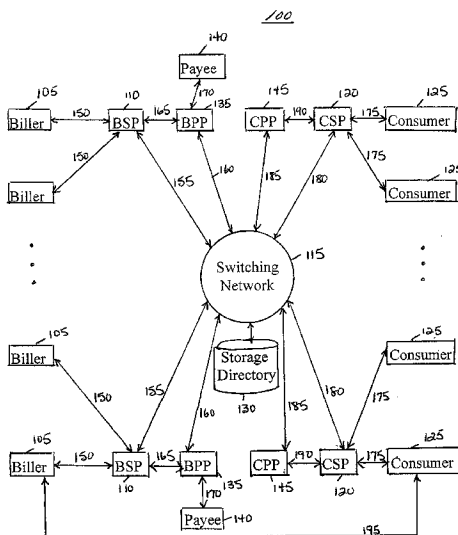 100
140
Payee
105
110
170
135
145
120
125
Biller
150
BSP
165
BPP
CPP
190
CSP
175
Consumer
150
155
160
185
180
175
125
Biller
Consumer
115
Switching
Network
105
125
Biller
Storage
Directory
Consumer
150
155
160
130
185
180
175
105
125
Biller
150
BSP
165
BPP
CPP
190
CSP
175
Consumer
110
170
135
145
120
Payee
140
195